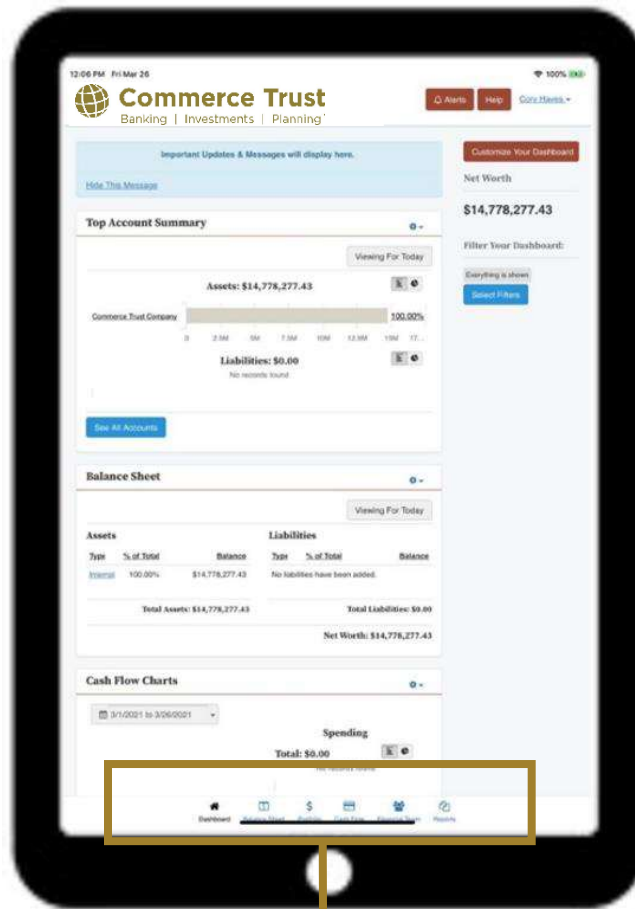 12:06 PM Fri Mar 26
100%
Commerce Trust
Banking | Investments | Planning
Alerts
Help
Cory Hayes
Important Updates & Messages will display here.
Hide This Message
Customize Your Dashboard
Net Worth
$14,778,277.43
Filter Your Dashboard:
Everything is shown
Select Filters
Top Account Summary
Viewing For Today
Assets: $14,778,277.43
Commerce Trust Company
100.00%
0 2.5M 5M 7.5M 10M 12.5M 15M 17...
Liabilities: $0.00
No records found
See All Accounts
Balance Sheet
Viewing For Today
Assets
Type % of Total Balance
Internal 100.00% $14,778,277.43
Total Assets: $14,778,277.43
Liabilities
Type % of Total Balance
No liabilities have been added.
Total Liabilities: $0.00
Net Worth: $14,778,277.43
Cash Flow Charts
3/1/2021 to 3/26/2021
Spending
Total: $0.00
No records found
Dashboard Balance Sheet Portfolio Cash Flow Financial Team Reports